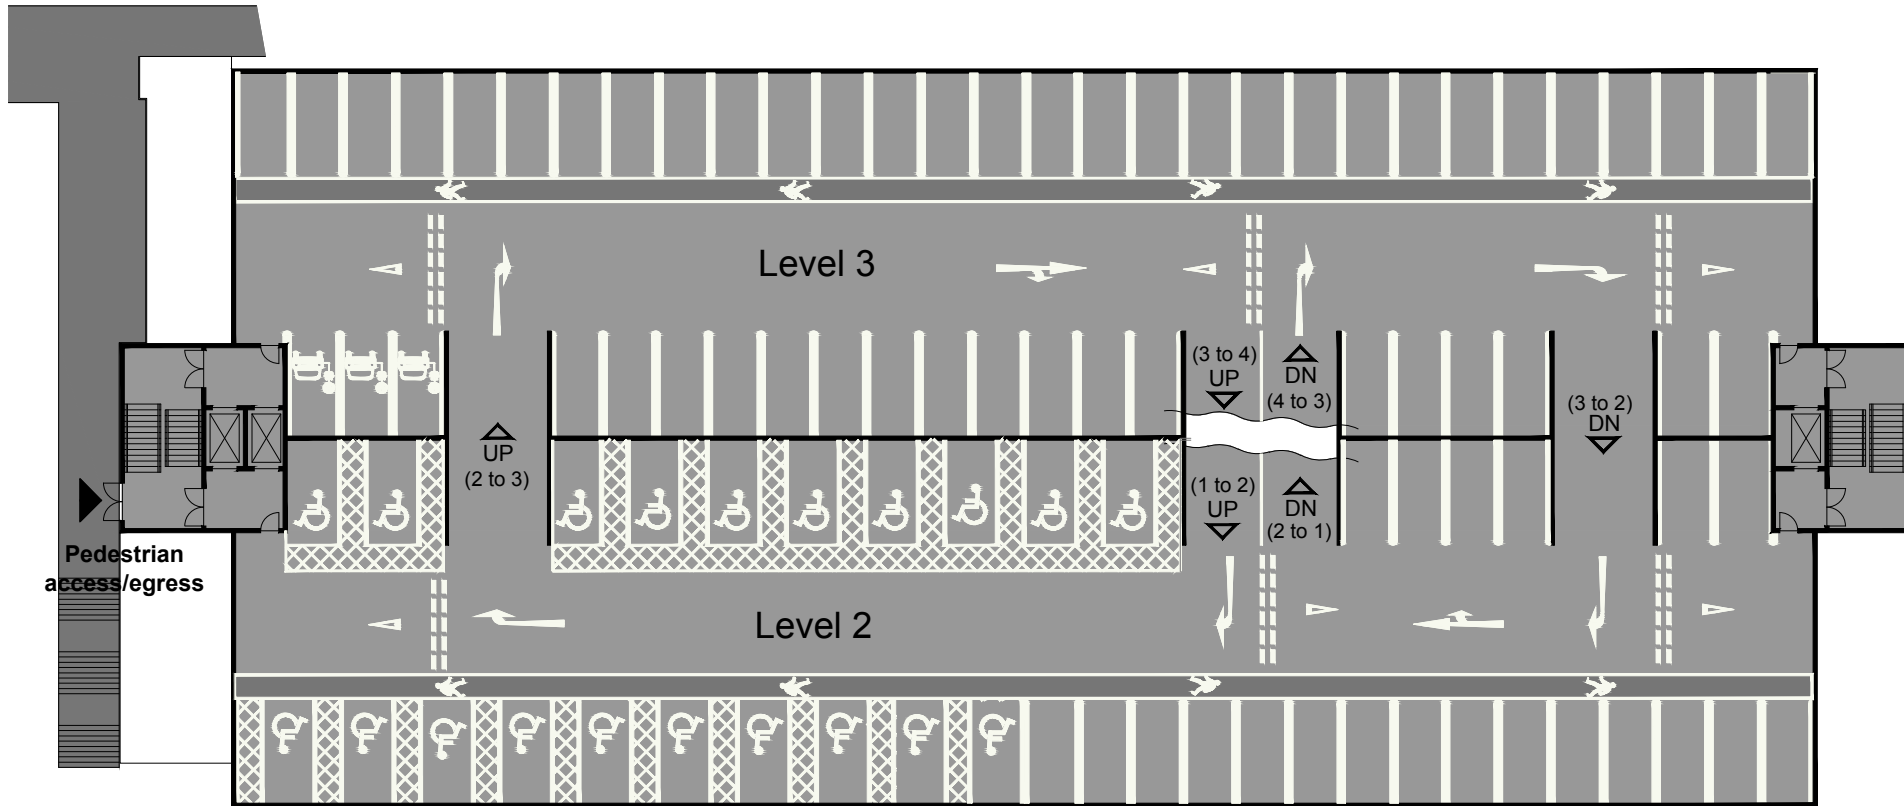 Level 3
(3 to 4)
UP
DN
(4 to 3)
(3 to 2)
DN
UP
(2 to 3)
(1 to 2)
UP
DN
(2 to 1)
Pedestrian
access/egress
Level 2